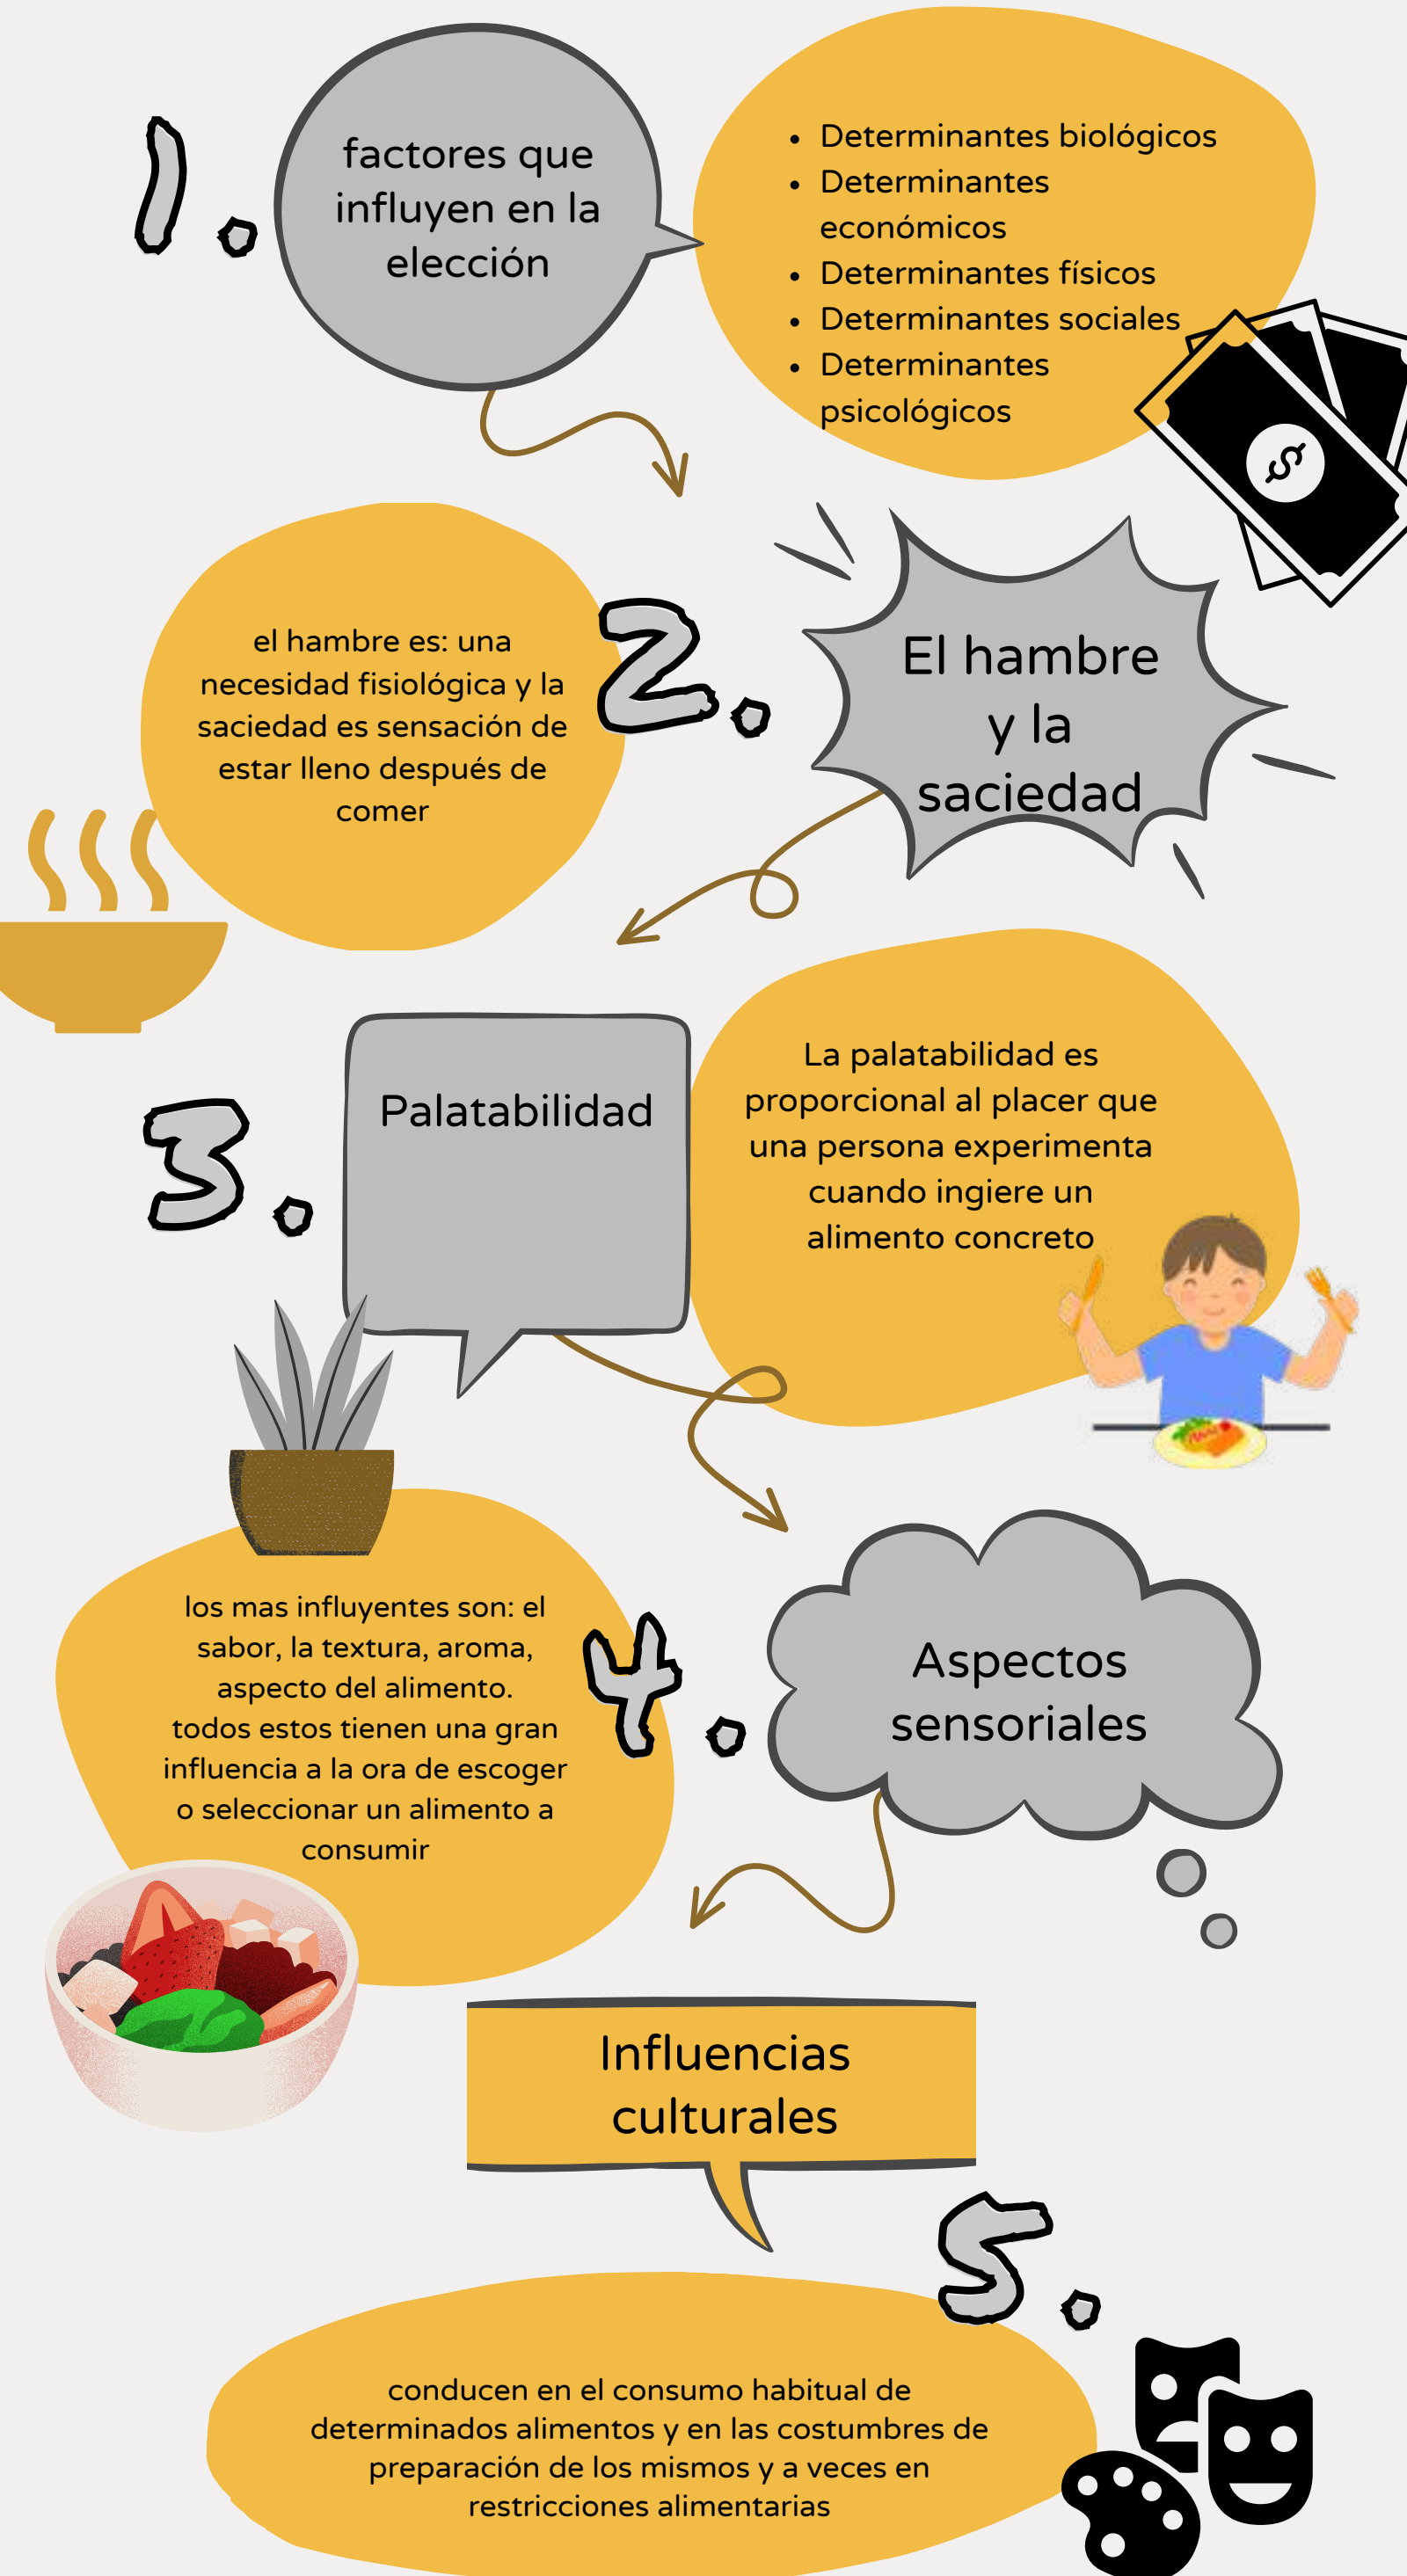 1.
factores que
influyen en la
elección
• Determinantes biológicos
• Determinantes
económicos
• Determinantes físicos
• Determinantes sociales
• Determinantes
psicológicos
$
2.
El hambre
y la
saciedad
el hambre es: una
necesidad fisiológica y la
saciedad es sensación de
estar lleno después de
comer
3.
Palatabilidad
La palatabilidad es
proporcional al placer que
una persona experimenta
cuando ingiere un
alimento concreto
4.
Aspectos
sensoriales
los mas influyentes son: el
sabor, la textura, aroma,
aspecto del alimento.
todos estos tienen una gran
influencia a la ora de escoger
o seleccionar un alimento a
consumir
Influencias
culturales
5.
conducen en el consumo habitual de
determinados alimentos y en las costumbres de
preparación de los mismos y a veces en
restricciones alimentarias